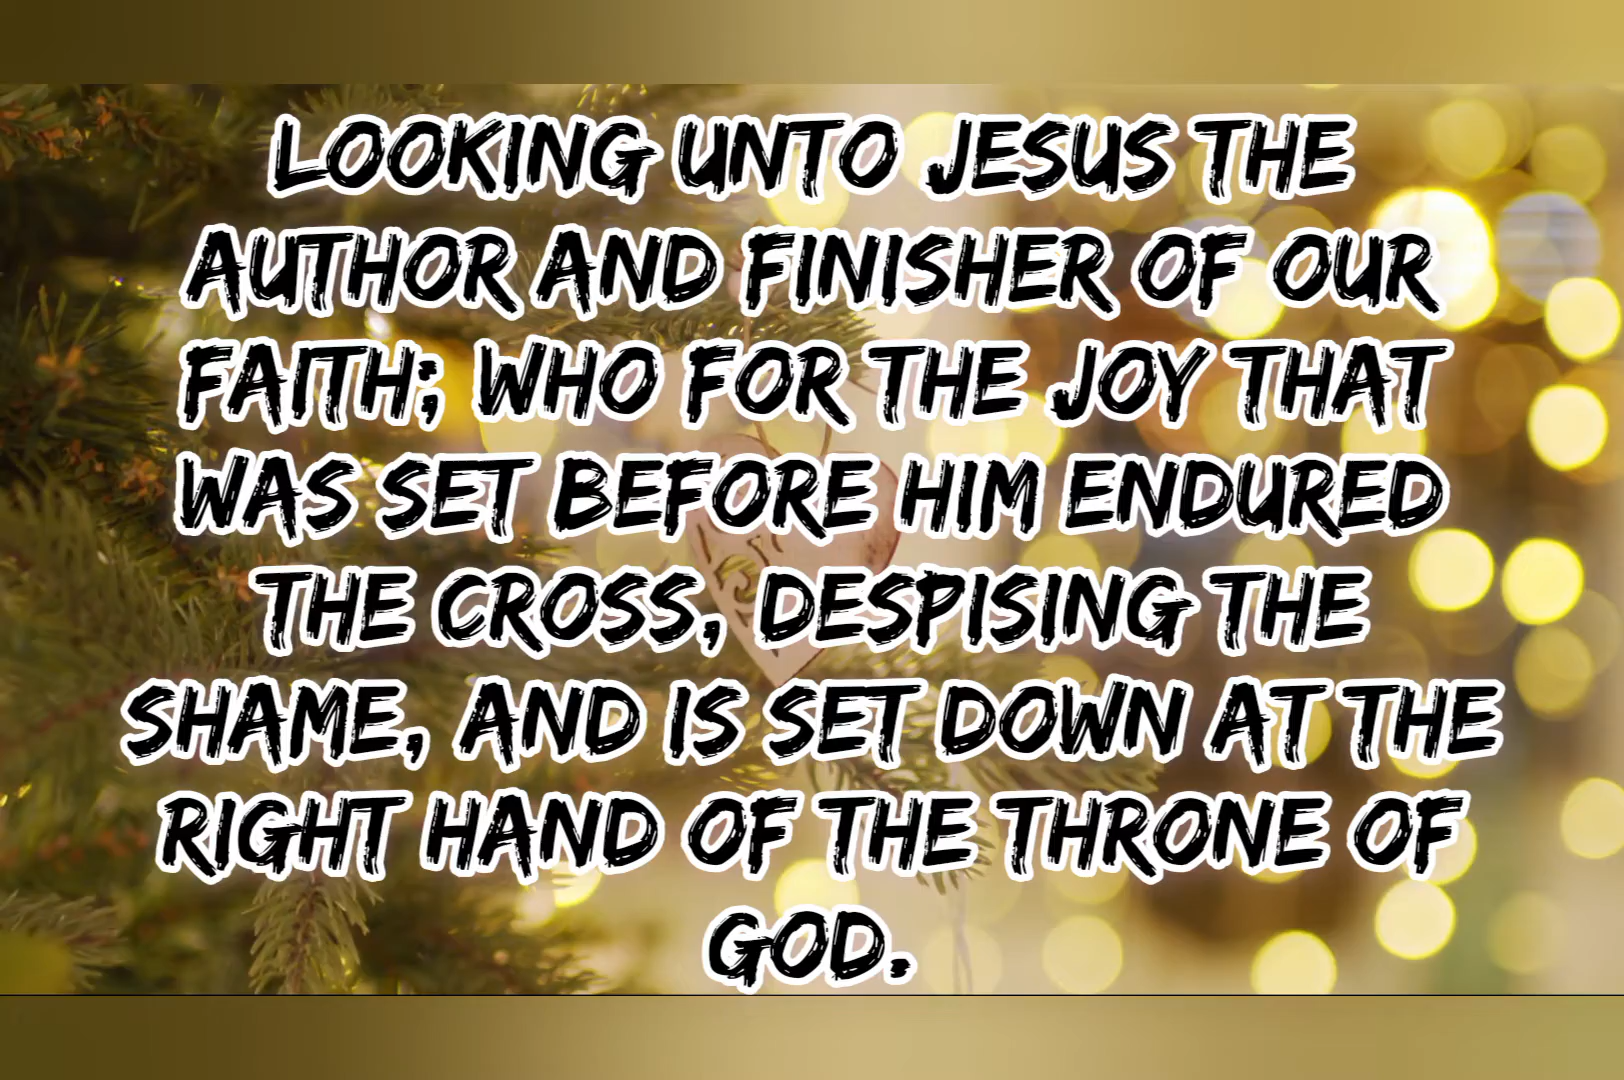 LOOKING UNTO JESUS THE
AUTHOR AND FINISHER OF OUR
FAITH; WHO FOR THE JOY THAT
WAS SET BEFORE HIM ENDURED
THE CROSS, DESPISING THE
SHAME, AND IS SET DOWN AT THE
RIGHT HAND OF THE THRONE OF
GOD.